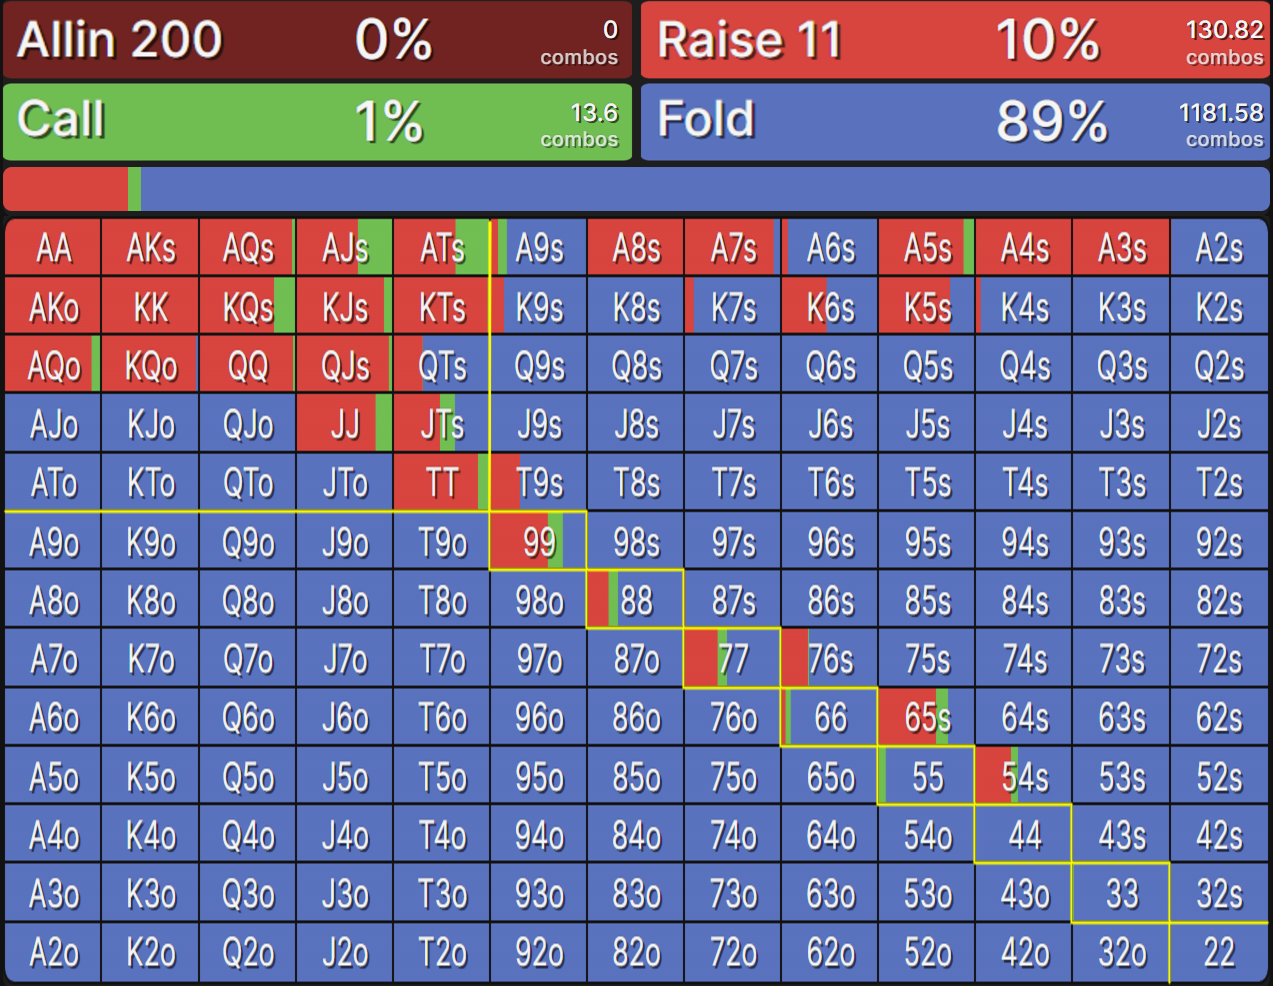 Allin 200 0% 0 combos Raise 11 10% 130.82 combos
Call 1% 13.6 combos Fold 89% 1181.58 combos
AA AKs AQs AJs ATs A9s A8s A7s A6s A5s A4s A3s A2s
AKo KK KQs KJs KTs K9s K8s K7s K6s K5s K4s K3s K2s
AQo KQo QQ QJs QTs Q9s Q8s Q7s Q6s Q5s Q4s Q3s Q2s
AJo KJo QJo JJ JTs J9s J8s J7s J6s J5s J4s J3s J2s
ATo KTo QTo JTo TT T9s T8s T7s T6s T5s T4s T3s T2s
A9o K9o Q9o J9o T9o 99 98s 97s 96s 95s 94s 93s 92s
A8o K8o Q8o J8o T8o 98o 88 87s 86s 85s 84s 83s 82s
A7o K7o Q7o J7o T7o 97o 87o 77 76s 75s 74s 73s 72s
A6o K6o Q6o J6o T6o 96o 86o 76o 66 65s 64s 63s 62s
A5o K5o Q5o J5o T5o 95o 85o 75o 65o 55 54s 53s 52s
A4o K4o Q4o J4o T4o 94o 84o 74o 64o 54o 44 43s 42s
A3o K3o Q3o J3o T3o 93o 83o 73o 63o 53o 43o 33 32s
A2o K2o Q2o J2o T2o 92o 82o 72o 62o 52o 42o 32o 22